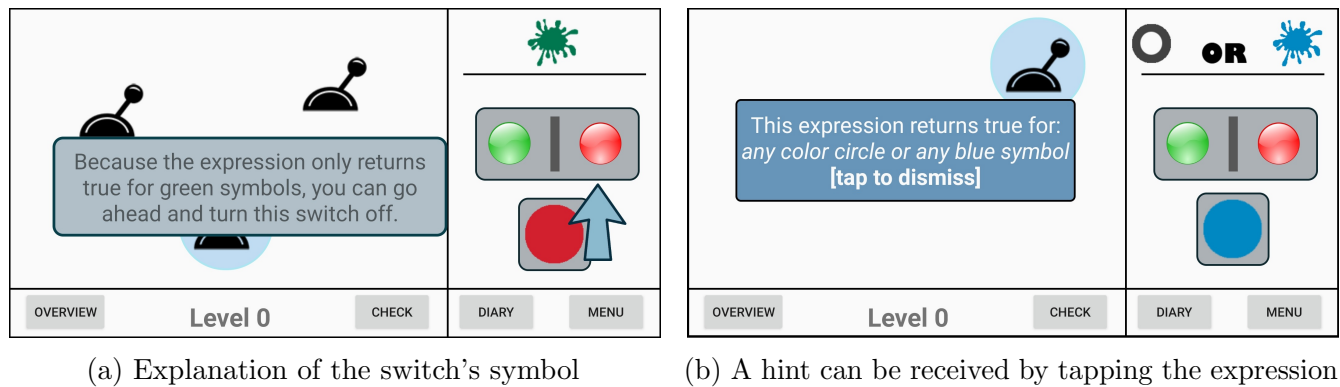 Because the expression only returns
true for green symbols, you can go
ahead and turn this switch off.
OVERVIEW
Level 0
CHECK
DIARY
MENU
(a) Explanation of the switch's symbol
OR
This expression returns true for:
any color circle or any blue symbol
[tap to dismiss]
OVERVIEW
Level 0
CHECK
DIARY
MENU
(b) A hint can be received by tapping the expression